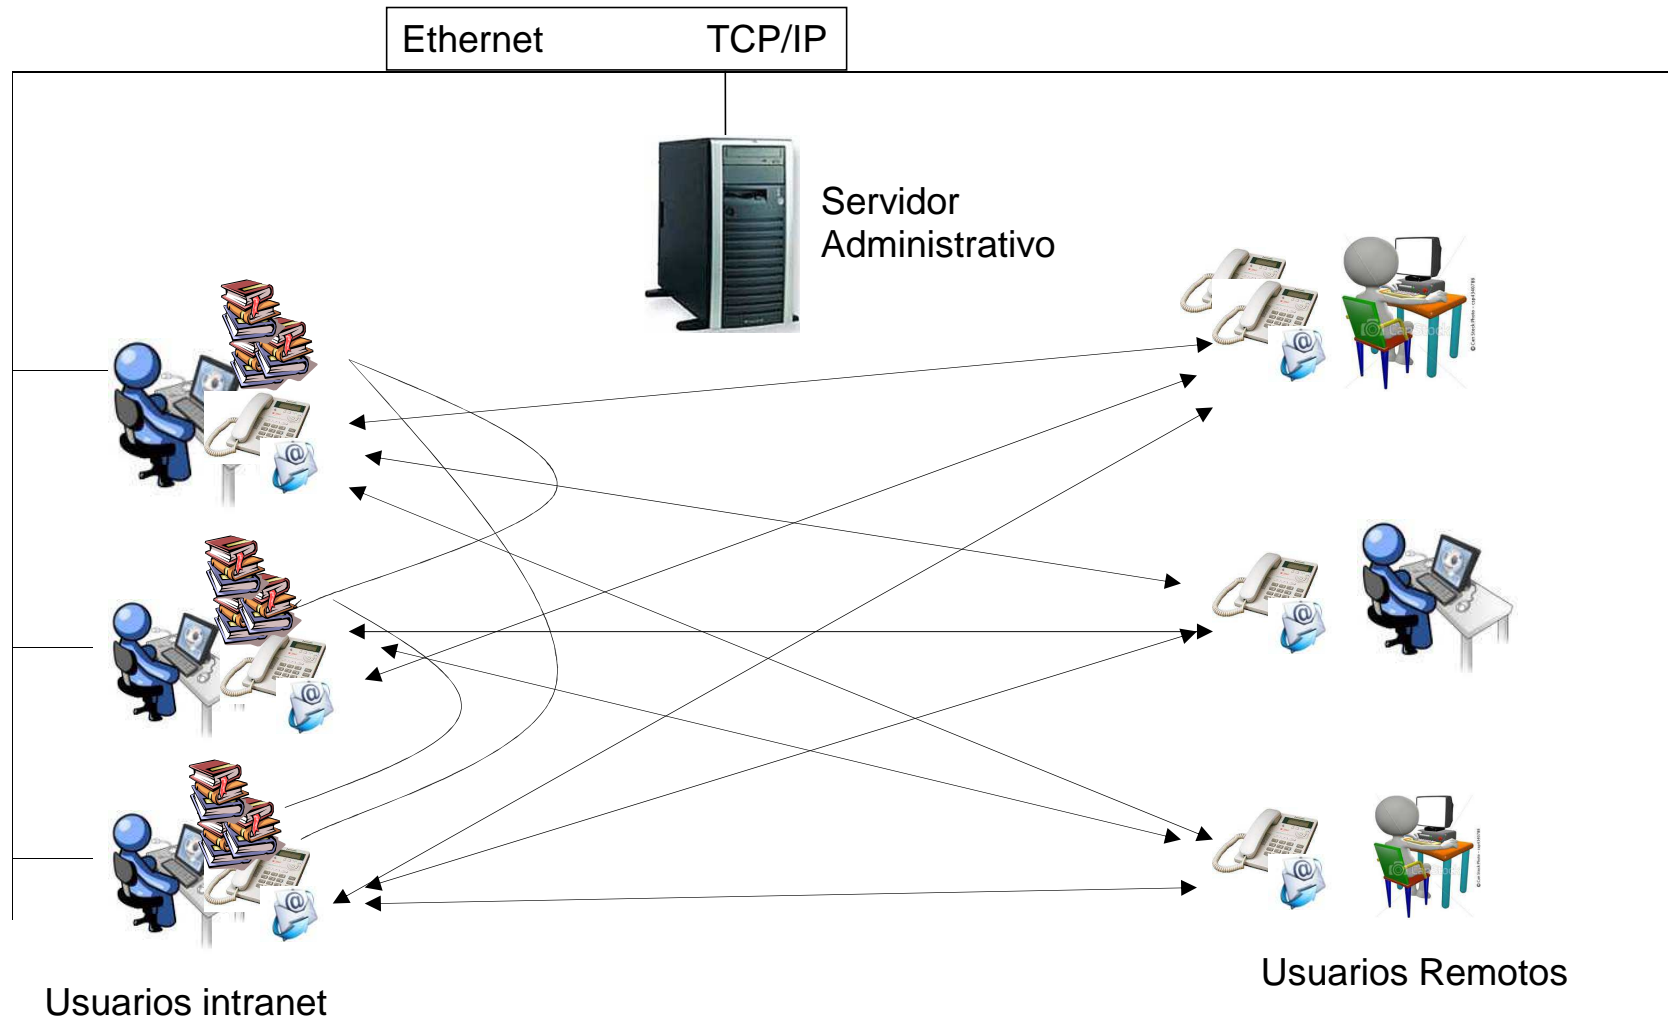 Ethernet TCP/IP
Servidor
Administrativo
Usuarios Remotos
Usuarios intranet